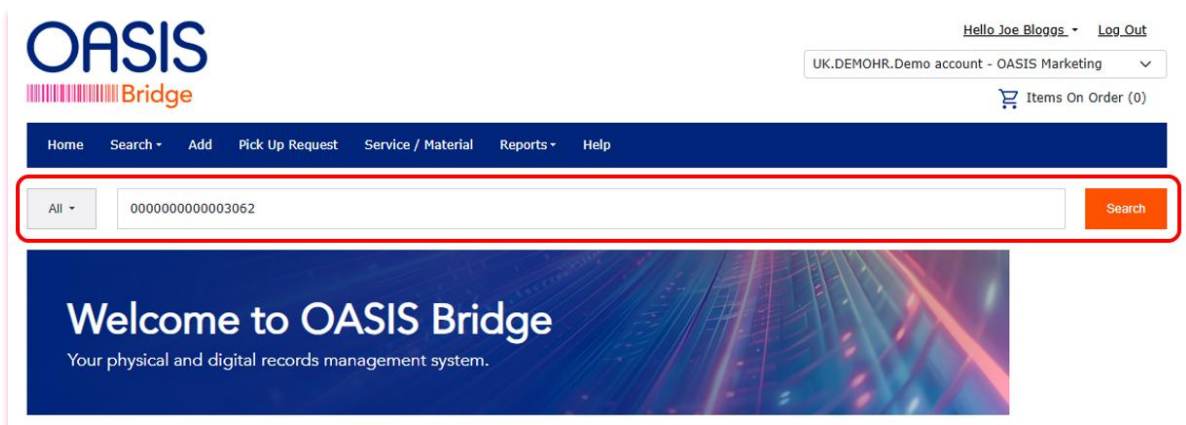 OASIS
Bridge
Hello Joe Bloggs Log Out
UK.DEMOHR.Demo account - OASIS Marketing
Items On Order (0)
Home Search Add Pick Up Request Service / Material Reports Help
All 0000000000003062 Search
Welcome to OASIS Bridge
Your physical and digital records management system.